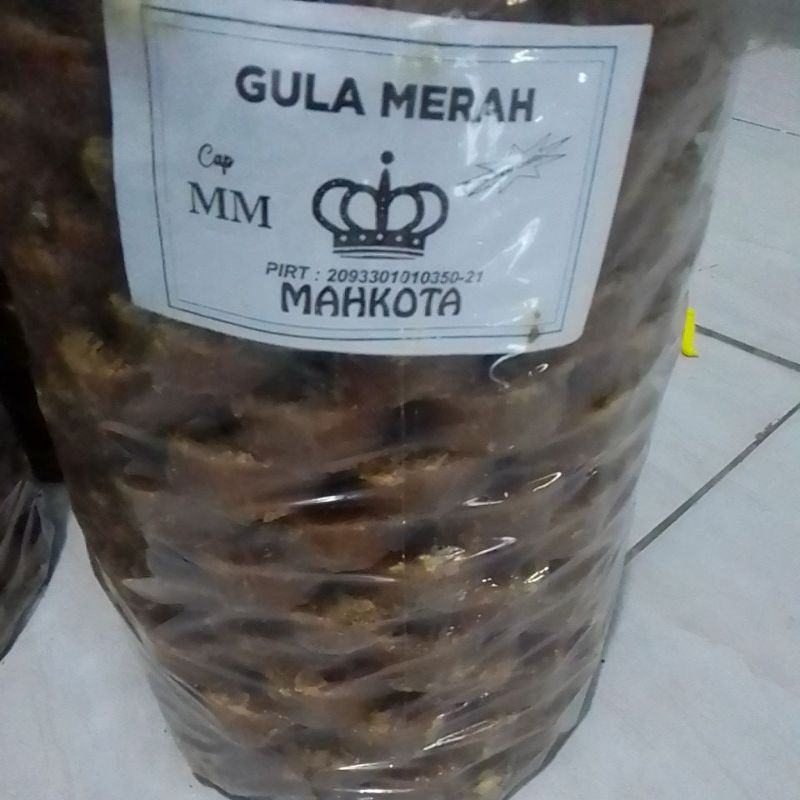 GULA MERAH
Cap
MM
PIRT : 2093301010350-21
MAHKOTA